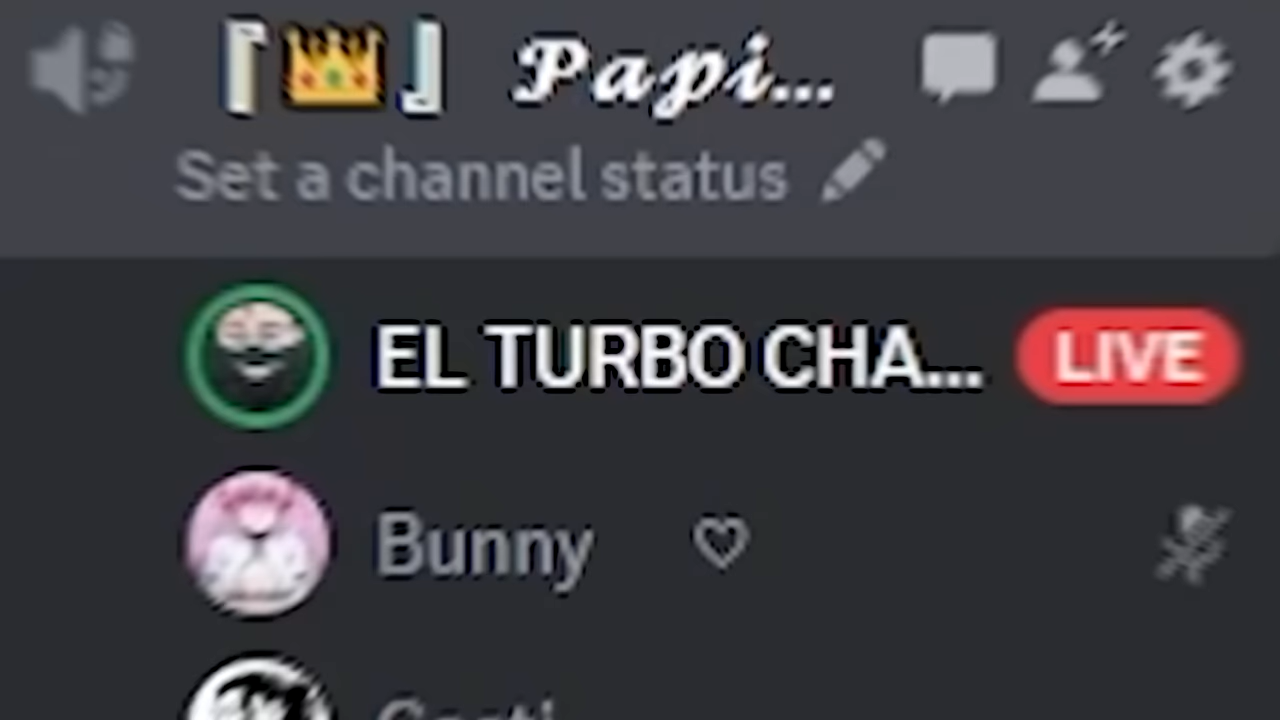 『👑』 𝓟𝓪𝓹𝓲...
Set a channel status
EL TURBO CHA... LIVE
Bunny ♡